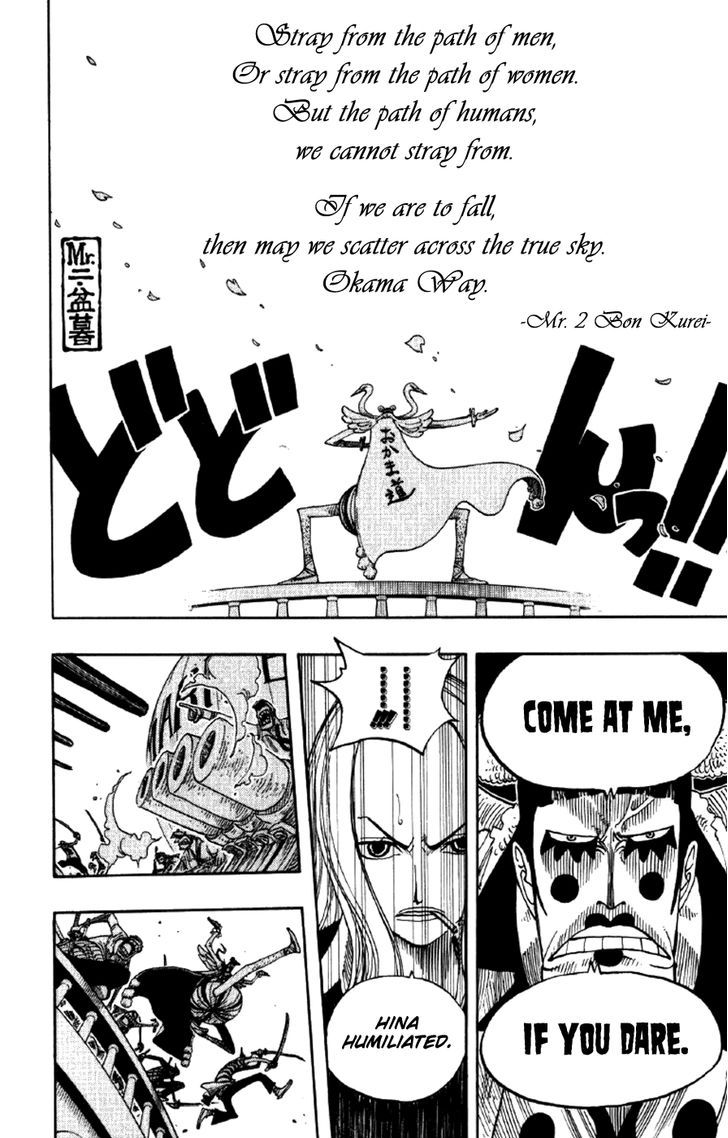 Stray from the path of men,
Or stray from the path of women.
But the path of humans,
we cannot stray from.
If we are to fall,
then may we scatter across the true sky.
Okama Way.
-Mr. 2 Bon Kurei-
Mr.二・盆暮
どどんっ!!
おかま道
COME AT ME,
IF YOU DARE.
.......!!!
HINA
HUMILIATED.